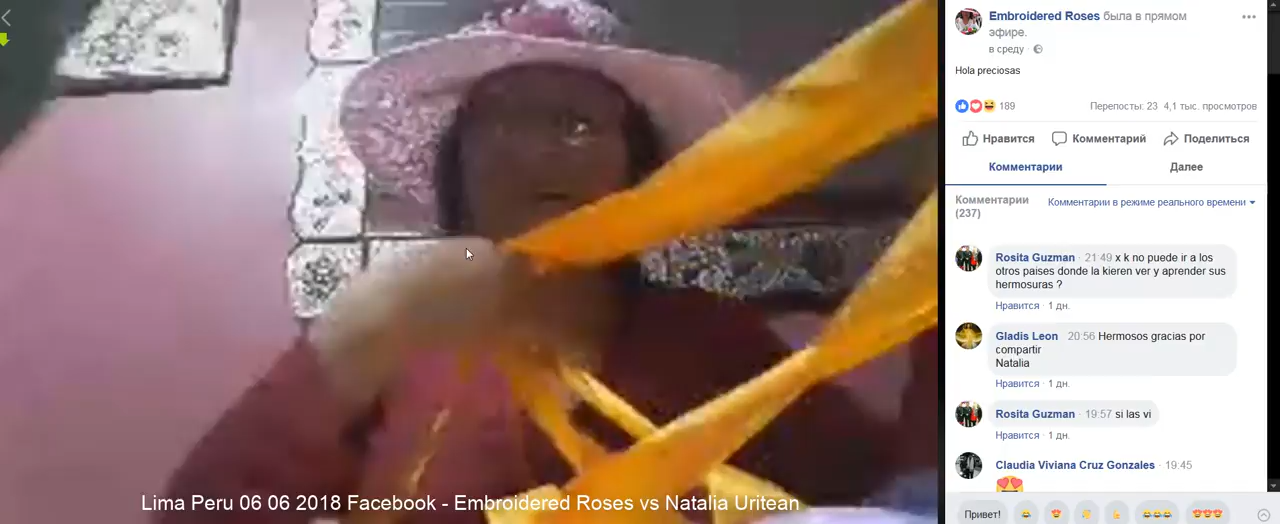 Embroidered Roses была в прямом
эфире.
в среду
Hola preciosas
189
Перепосты: 23 4,1 тыс. просмотров
Нравится Комментарий Поделиться
Комментарии Далее
Комментарии
(237)
Комментарии в режиме реального времени
Rosita Guzman · 21:49 x k no puede ir a los
otros paises donde la kieren ver y aprender sus
hermosuras ?
Нравится · 1 дн.
Gladis Leon · 20:56 Hermosos gracias por
compartir
Natalia
Нравится · 1 дн.
Rosita Guzman · 19:57 si las vi
Нравится · 1 дн.
Claudia Viviana Cruz Gonzales · 19:45
Привет!
Lima Peru 06 06 2018 Facebook - Embroidered Roses vs Natalia Uritean